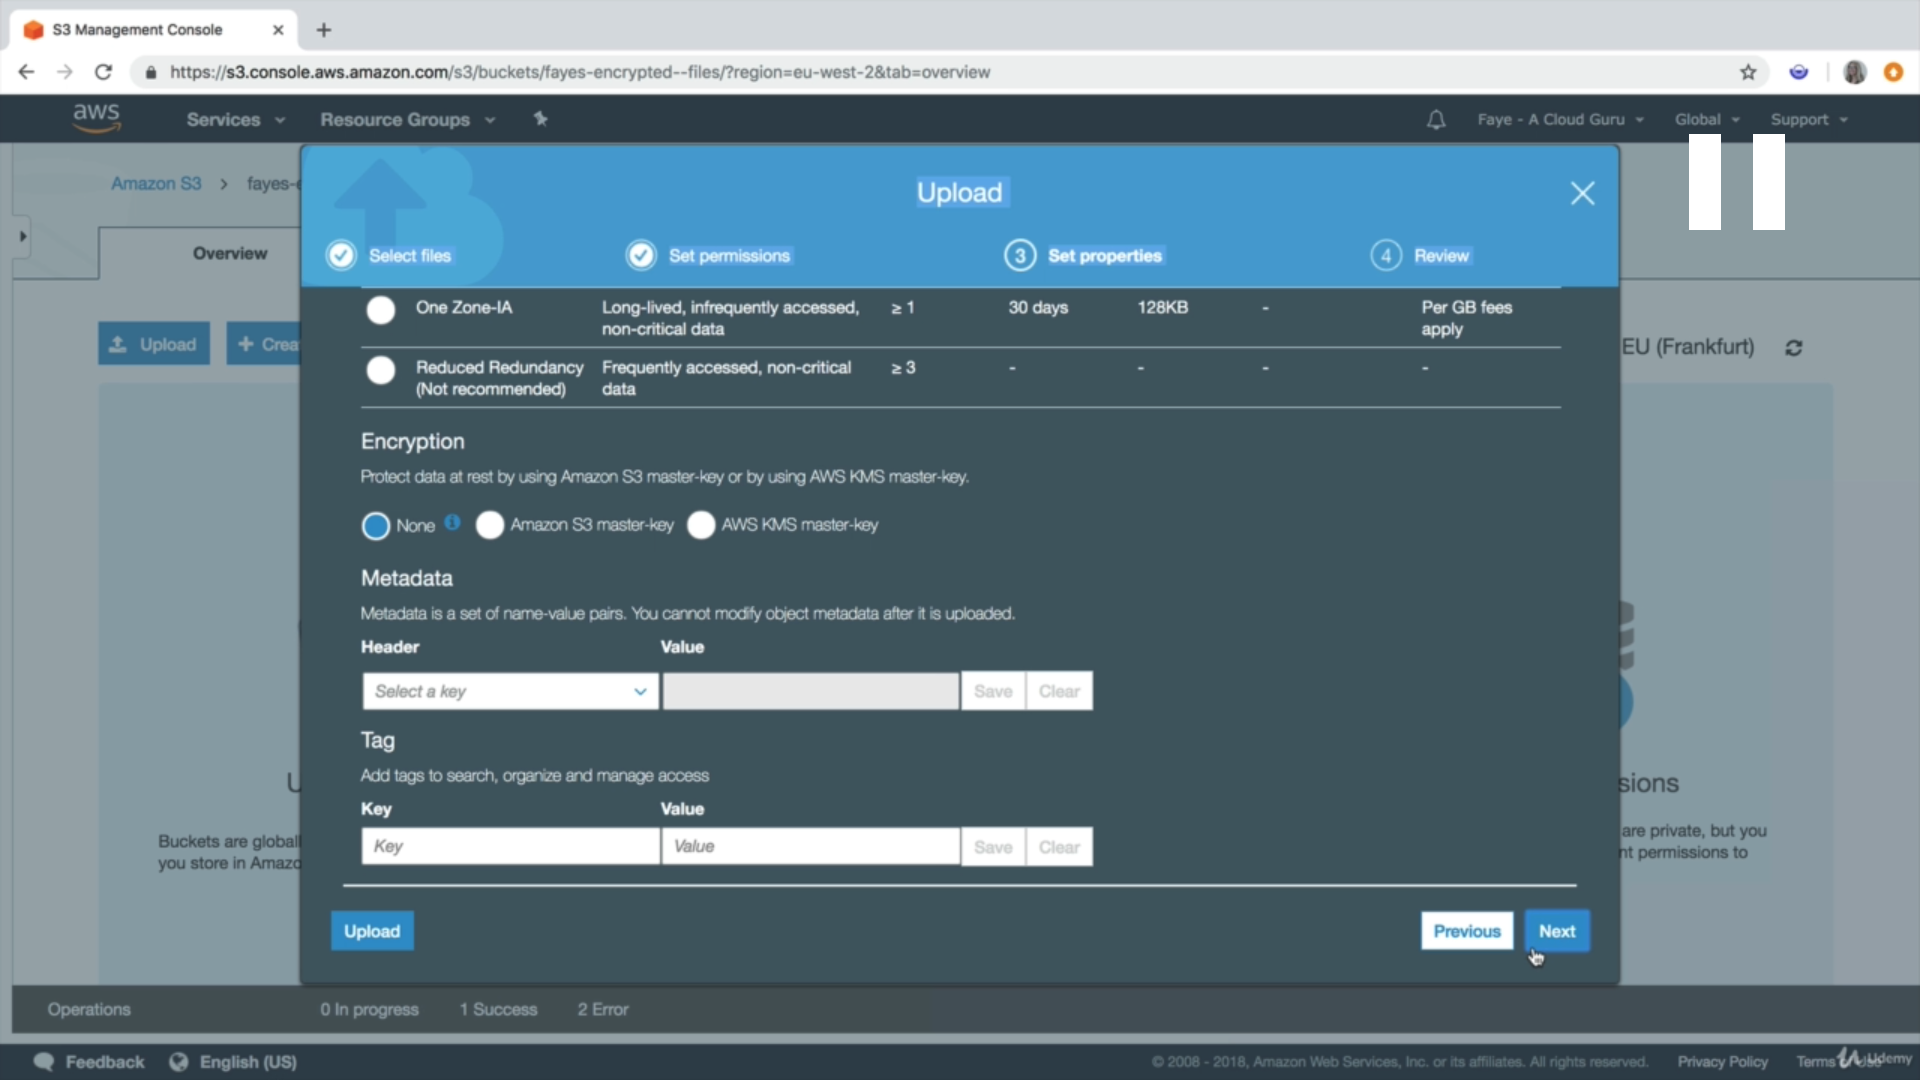 S3 Management Console
https://s3.console.aws.amazon.com/s3/buckets/fayes-encrypted--files/?region=eu-west-2&tab=overview
aws Services Resource Groups Faye - A Cloud Guru Global Support
Amazon S3 > fayes-e
Overview
Upload
Select files Set permissions 3 Set properties 4 Review
Upload + Crea
EU (Frankfurt)
One Zone-IA Long-lived, infrequently accessed, non-critical data ≥ 1 30 days 128KB - Per GB fees apply
Reduced Redundancy (Not recommended) Frequently accessed, non-critical data ≥ 3 - - - -
Encryption
Protect data at rest by using Amazon S3 master-key or by using AWS KMS master-key.
None Amazon S3 master-key AWS KMS master-key
Metadata
Metadata is a set of name-value pairs. You cannot modify object metadata after it is uploaded.
Header Value
Select a key Save Clear
Tag
Add tags to search, organize and manage access
Key Value
Key Value Save Clear
U
sions
Buckets are globall
you store in Amazo
are private, but you
nt permissions to
Upload Previous Next
Operations 0 In progress 1 Success 2 Error
Feedback English (US) © 2008 - 2018, Amazon Web Services, Inc. or its affiliates. All rights reserved. Privacy Policy Terms
Udemy